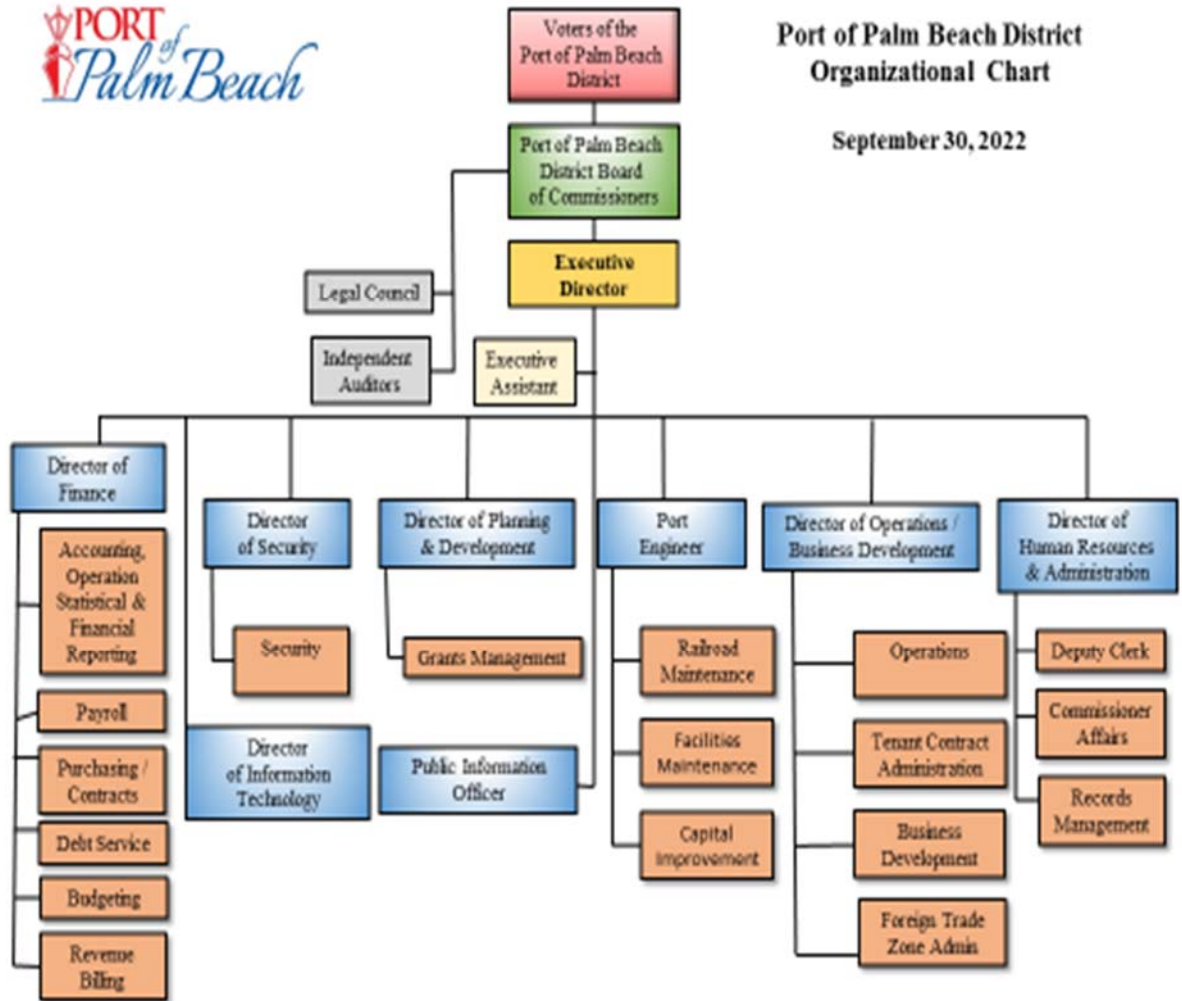 PORT
of
Palm Beach
Voters of the
Port of Palm Beach
District
Port of Palm Beach District
Organizational Chart
September 30, 2022
Port of Palm Beach
District Board
of Commissioners
Executive
Director
Legal Council
Independent
Auditors
Executive
Assistant
Director of
Finance
Director
of Security
Director of Planning
& Development
Port
Engineer
Director of Operations /
Business Development
Director of
Human Resources
& Administration
Accounting,
Operation
Statistical &
Financial
Reporting
Payroll
Purchasing /
Contracts
Debt Service
Budgeting
Revenue
Billing
Security
Director
of Information
Technology
Grants Management
Public Information
Officer
Railroad
Maintenance
Facilities
Maintenance
Capital
Improvement
Operations
Tenant Contract
Administration
Business
Development
Foreign Trade
Zone Admin
Deputy Clerk
Commissioner
Affairs
Records
Management